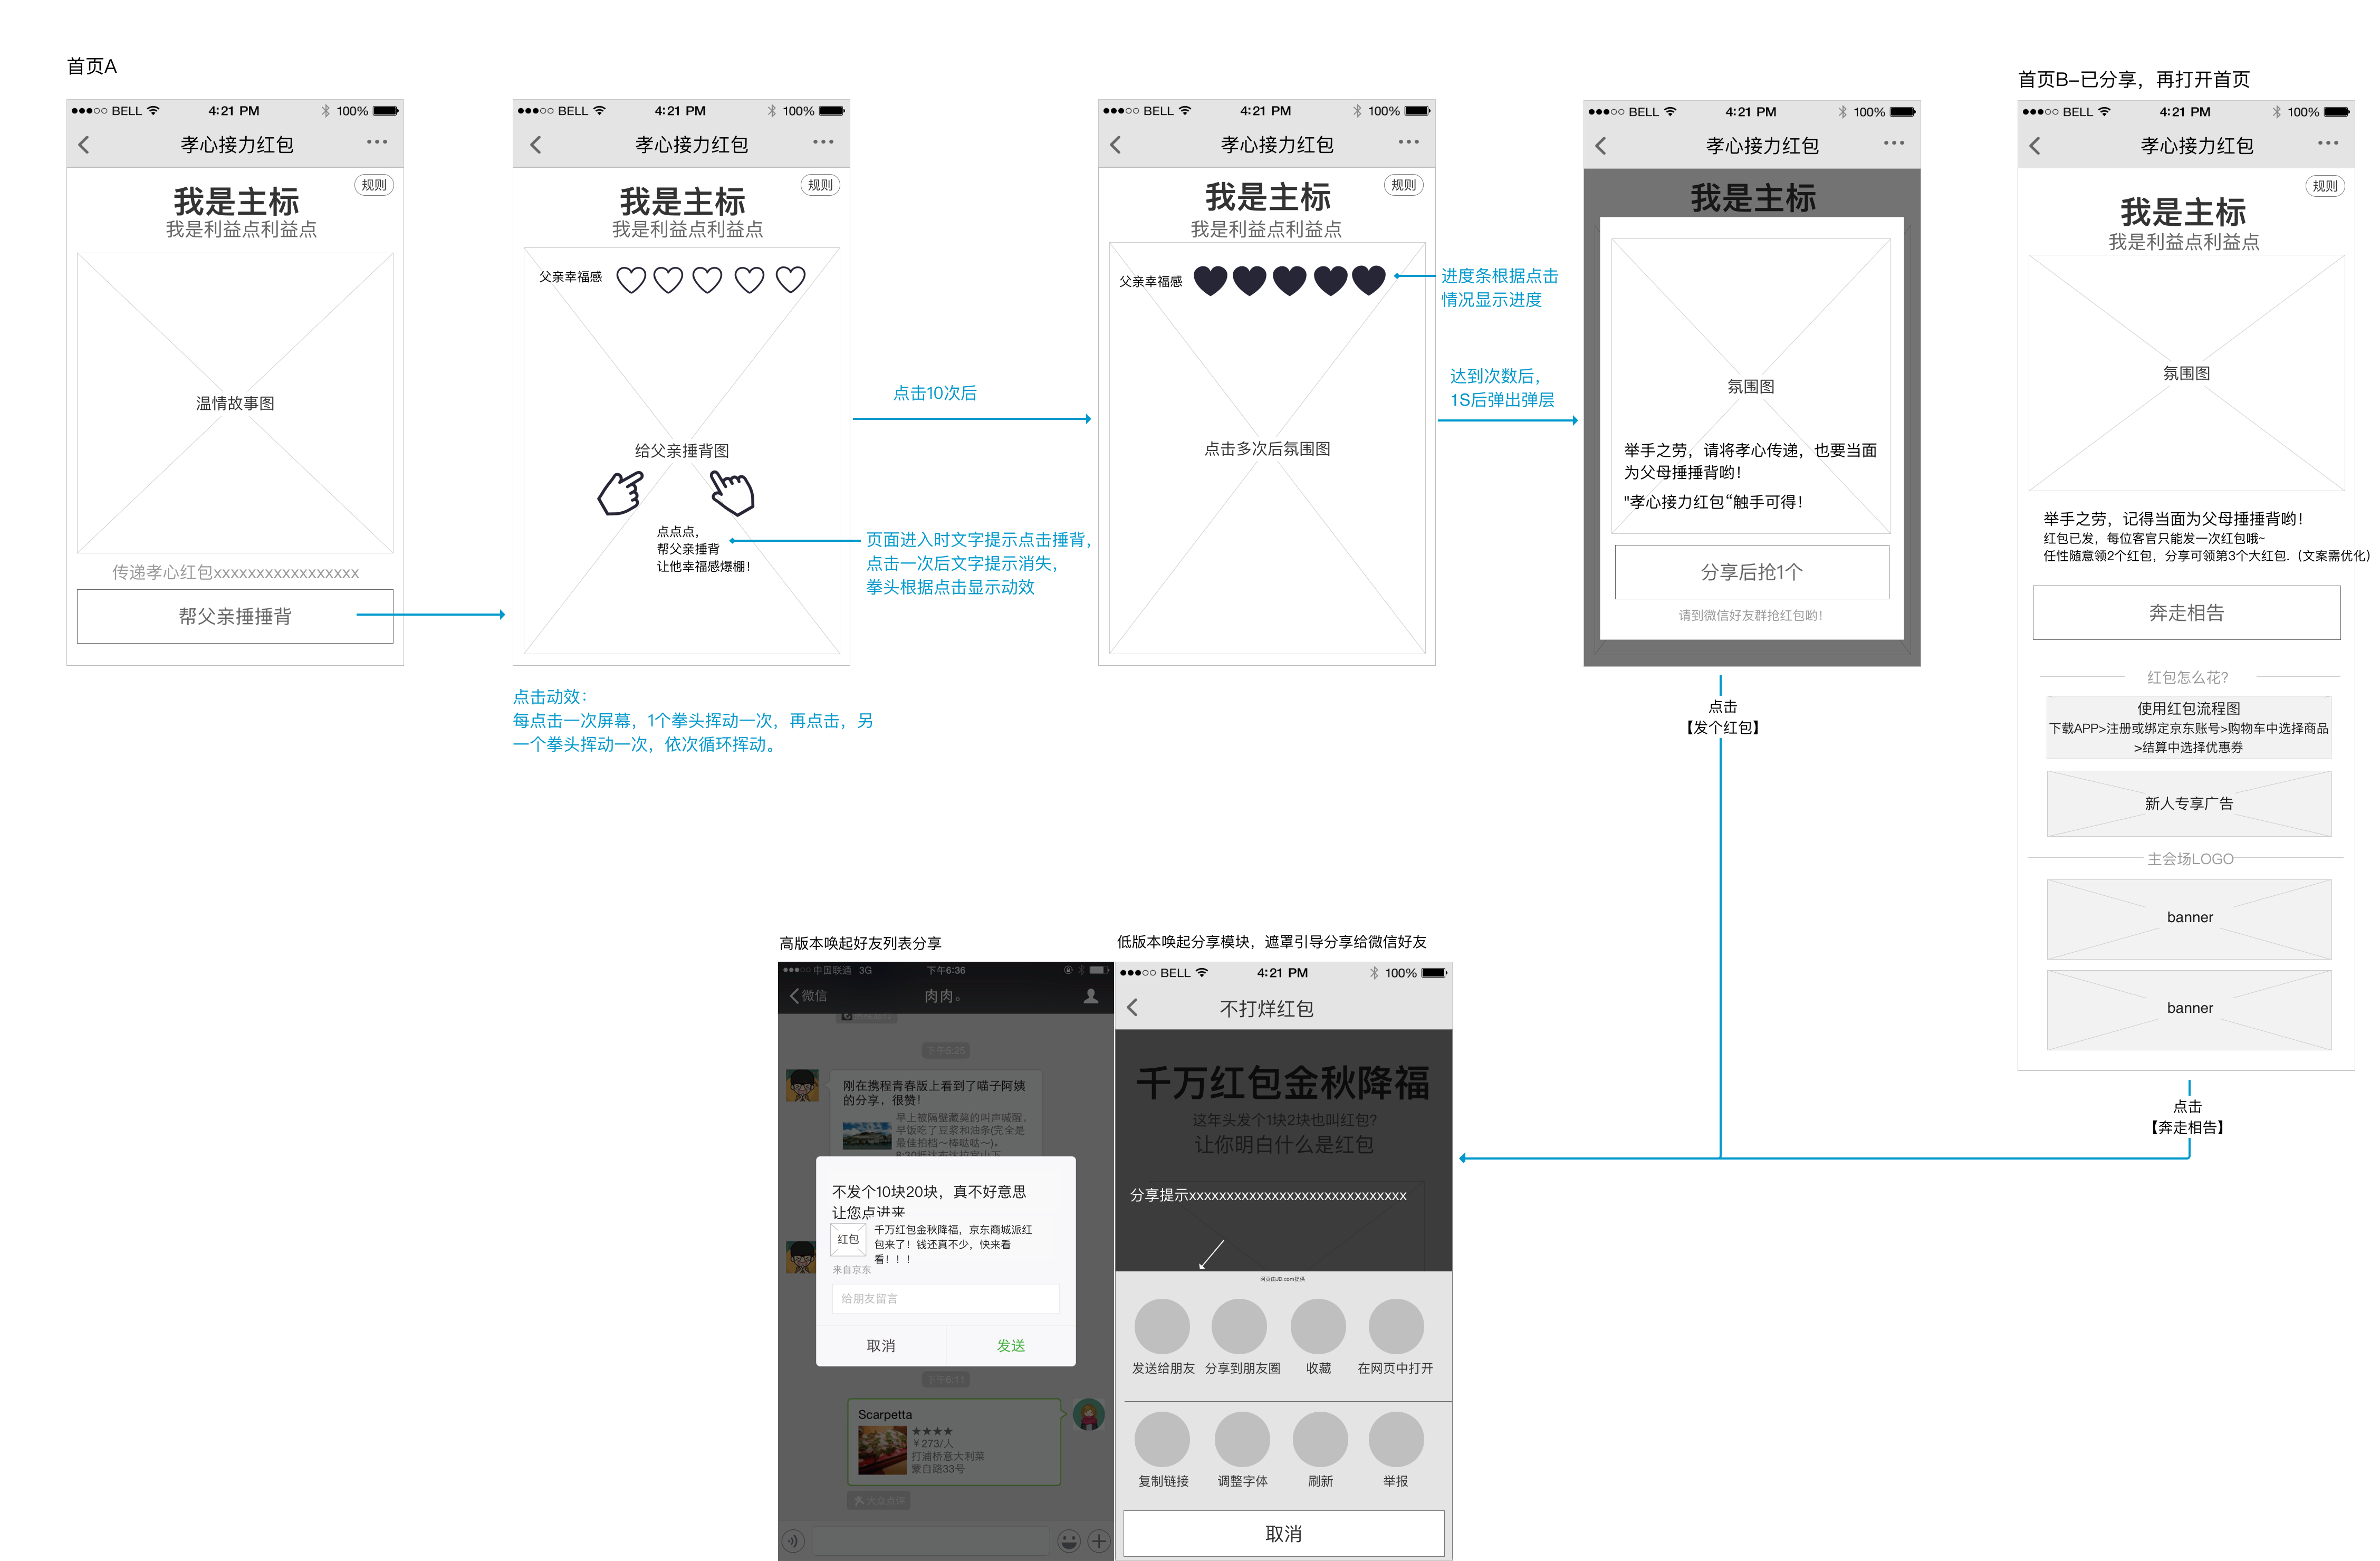 首页A
●●●○○ BELL 4:21 PM 100%
孝心接力红包
规则
我是主标
我是利益点利益点
温情故事图
传递孝心红包xxxxxxxxxxxxxxxxx
帮父亲捶捶背
●●●○○ BELL 4:21 PM 100%
孝心接力红包
规则
我是主标
我是利益点利益点
父亲幸福感
给父亲捶背图
点点点，
帮父亲捶背
让他幸福感爆棚！
页面进入时文字提示点击捶背，
点击一次后文字提示消失，
拳头根据点击显示动效
点击动效：
每点击一次屏幕，1个拳头挥动一次，再点击，另
一个拳头挥动一次，依次循环挥动。
点击10次后
●●●○○ BELL 4:21 PM 100%
孝心接力红包
规则
我是主标
我是利益点利益点
父亲幸福感
点击多次后氛围图
进度条根据点击
情况显示进度
达到次数后，
1S后弹出弹层
●●●○○ BELL 4:21 PM 100%
孝心接力红包
我是主标
氛围图
举手之劳，请将孝心传递，也要当面
为父母捶捶背哟！
"孝心接力红包“触手可得！
分享后抢1个
请到微信好友群抢红包哟！
点击
【发个红包】
首页B-已分享，再打开首页
●●●○○ BELL 4:21 PM 100%
孝心接力红包
规则
我是主标
我是利益点利益点
氛围图
举手之劳，记得当面为父母捶捶背哟！
红包已发，每位客官只能发一次红包哦~
任性随意领2个红包，分享可领第3个大红包.（文案需优化）
奔走相告
红包怎么花?
使用红包流程图
下载APP>注册或绑定京东账号>购物车中选择商品
>结算中选择优惠券
新人专享广告
主会场LOGO
banner
banner
点击
【奔走相告】
高版本唤起好友列表分享
●●●○○ 中国联通 3G 下午6:36
微信
肉肉。
下午5:25
刚在携程青春版上看到了喵子阿姨
的分享，很赞！
早上被隔壁藏獒的叫声喊醒，
早饭吃了豆浆和油条(完全是
最佳拍档～棒哒哒～)。
8:30抵达布达拉宫山下
不发个10块20块，真不好意思
让您点进来
红包
千万红包金秋降福，京东商城派红
包来了！钱还真不少，快来看
看！！！
来自京东
给朋友留言
取消
发送
下午6:11
Scarpetta
★★★★
￥273/人
打浦桥意大利菜
蒙自路33号
大众点评
低版本唤起分享模块，遮罩引导分享给微信好友
●●●○○ BELL 4:21 PM 100%
不打烊红包
千万红包金秋降福
这年头发个1块2块也叫红包?
让你明白什么是红包
分享提示xxxxxxxxxxxxxxxxxxxxxxxxxxxxx
网页由JD.com提供
发送给朋友
分享到朋友圈
收藏
在网页中打开
复制链接
调整字体
刷新
举报
取消